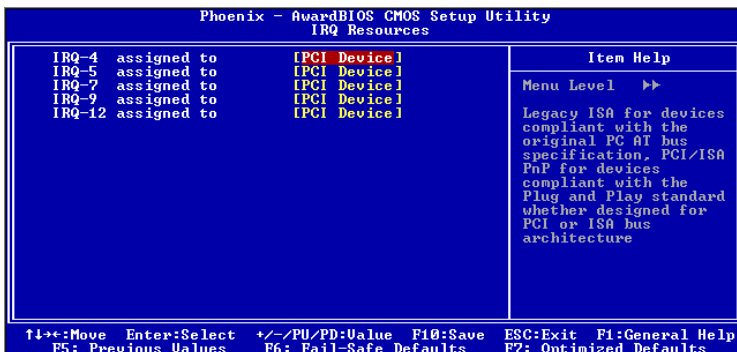 Phoenix - AwardBIOS CMOS Setup Utility
IRQ Resources
IRQ-4 assigned to [PCI Device]
IRQ-5 assigned to [PCI Device]
IRQ-7 assigned to [PCI Device]
IRQ-9 assigned to [PCI Device]
IRQ-12 assigned to [PCI Device]
Item Help
Menu Level ▸▸
Legacy ISA for devices
compliant with the
original PC AT bus
specification, PCI/ISA
PnP for devices
compliant with the
Plug and Play standard
whether designed for
PCI or ISA bus
architecture
↑↓→←:Move Enter:Select +/-/PU/PD:Value F10:Save ESC:Exit F1:General Help
F5: Previous Values F6: Fail-Safe Defaults F7: Optimized Defaults